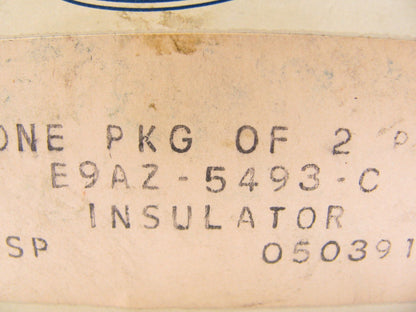 ONE PKG OF 2 P
E9AZ-5493-C
INSULATOR
SP 050391